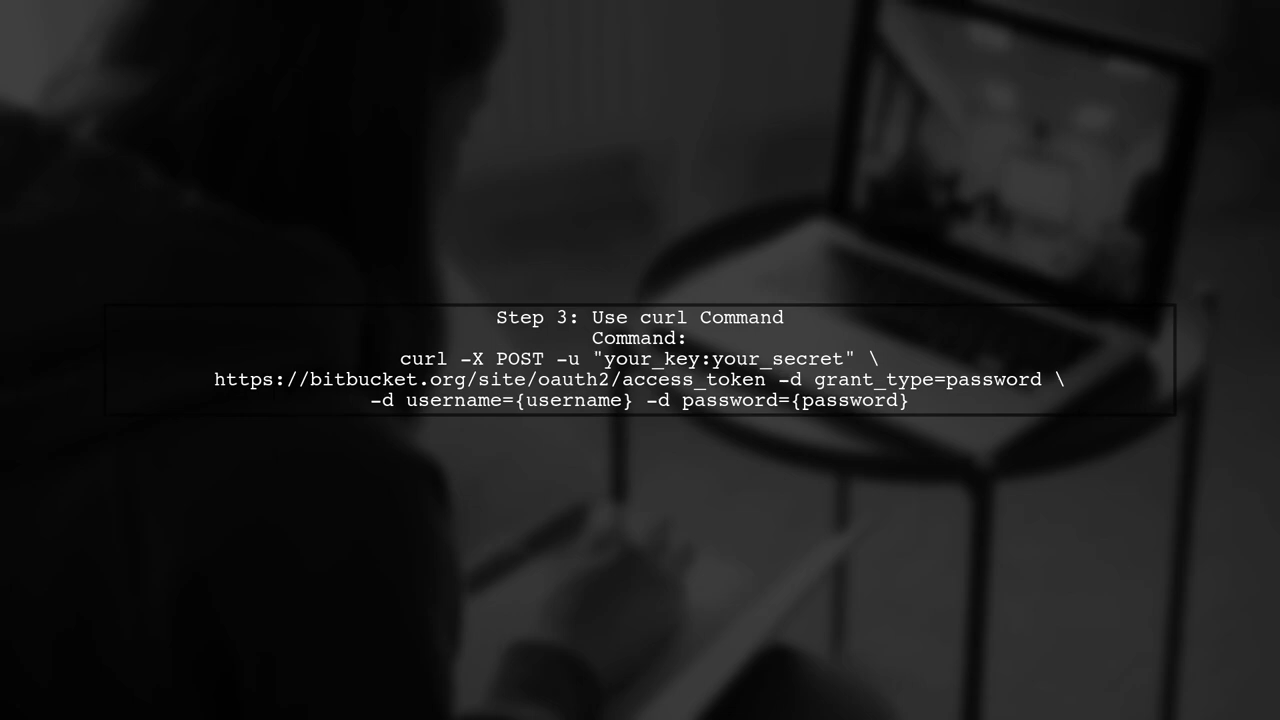 Step 3: Use curl Command
Command:
curl -X POST -u "your_key:your_secret" \
https://bitbucket.org/site/oauth2/access_token -d grant_type=password \
-d username={username} -d password={password}